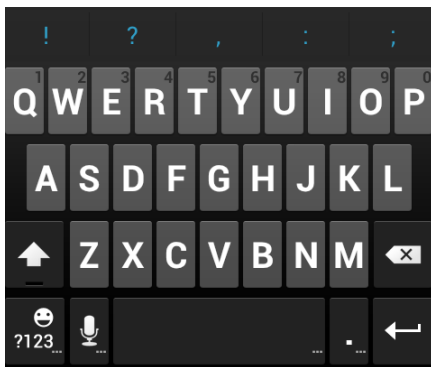 ! ? , : ;
1 2 3 4 5 6 7 8 9 0
Q W E R T Y U I O P
A S D F G H J K L
Z X C V B N M
?123 .